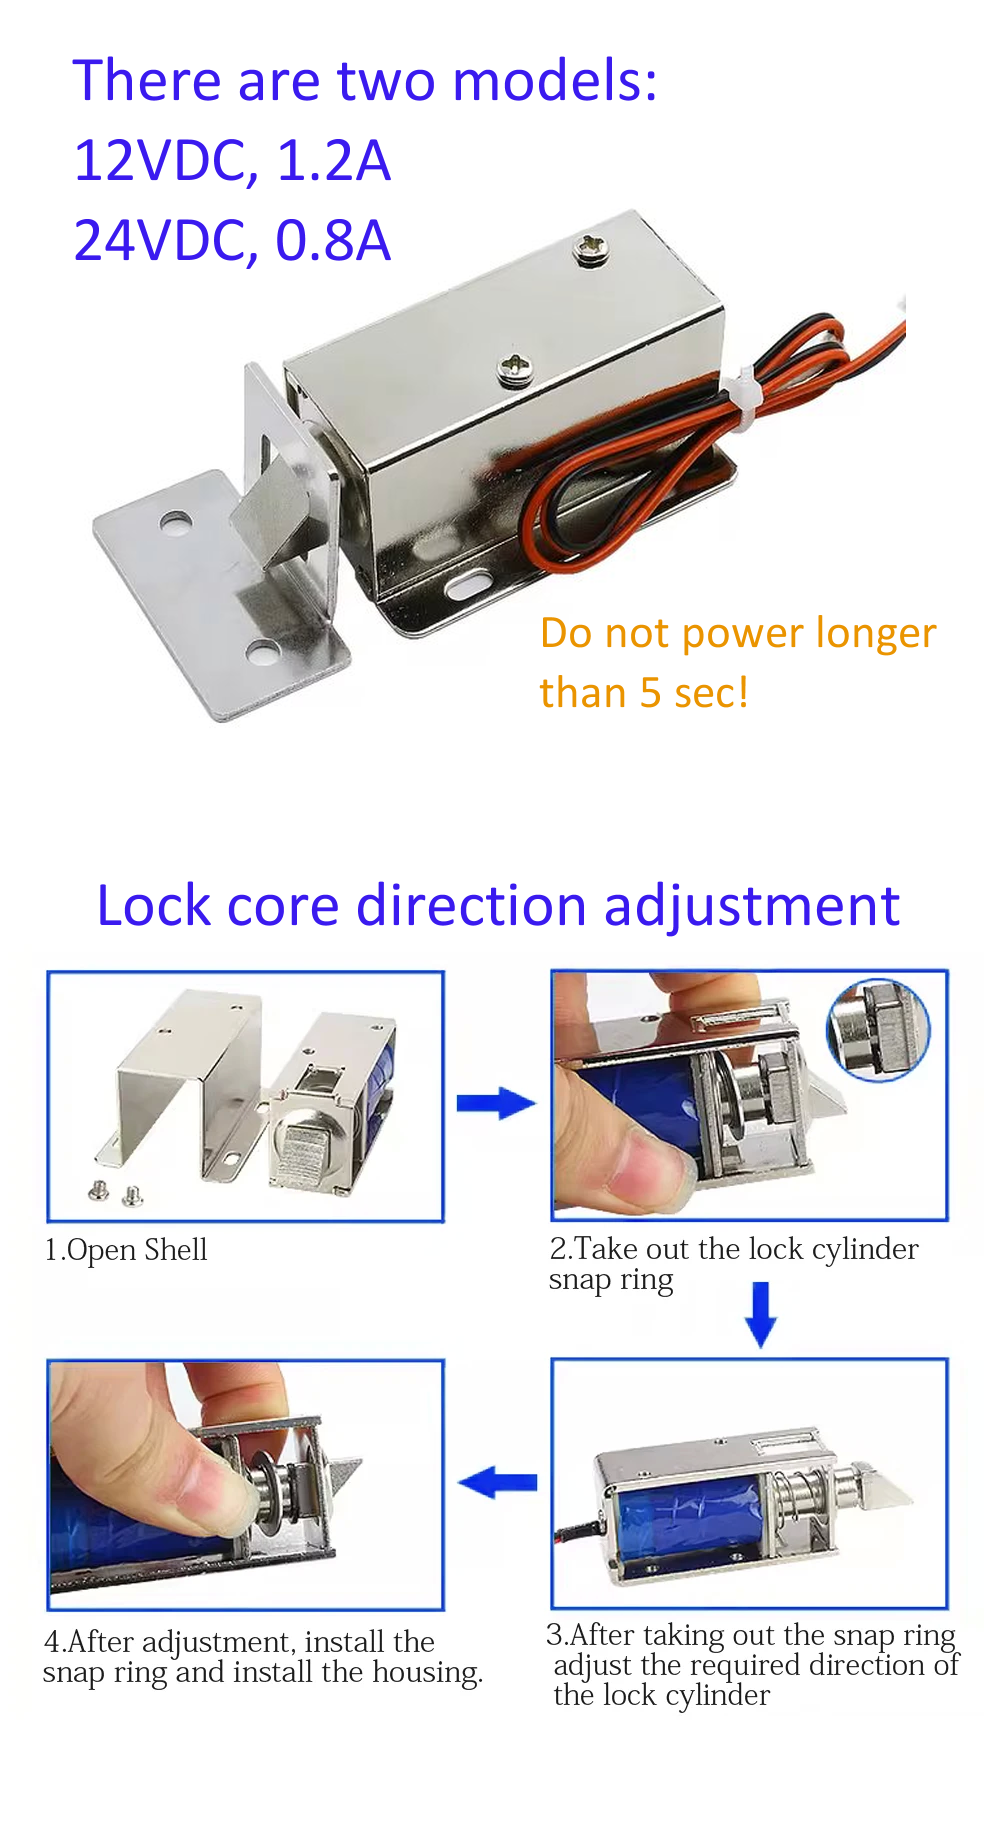 There are two models:
12VDC, 1.2A
24VDC, 0.8A
Do not power longer
than 5 sec!
Lock core direction adjustment
1.Open Shell
2.Take out the lock cylinder
snap ring
3.After taking out the snap ring
adjust the required direction of
the lock cylinder
4.After adjustment, install the
snap ring and install the housing.